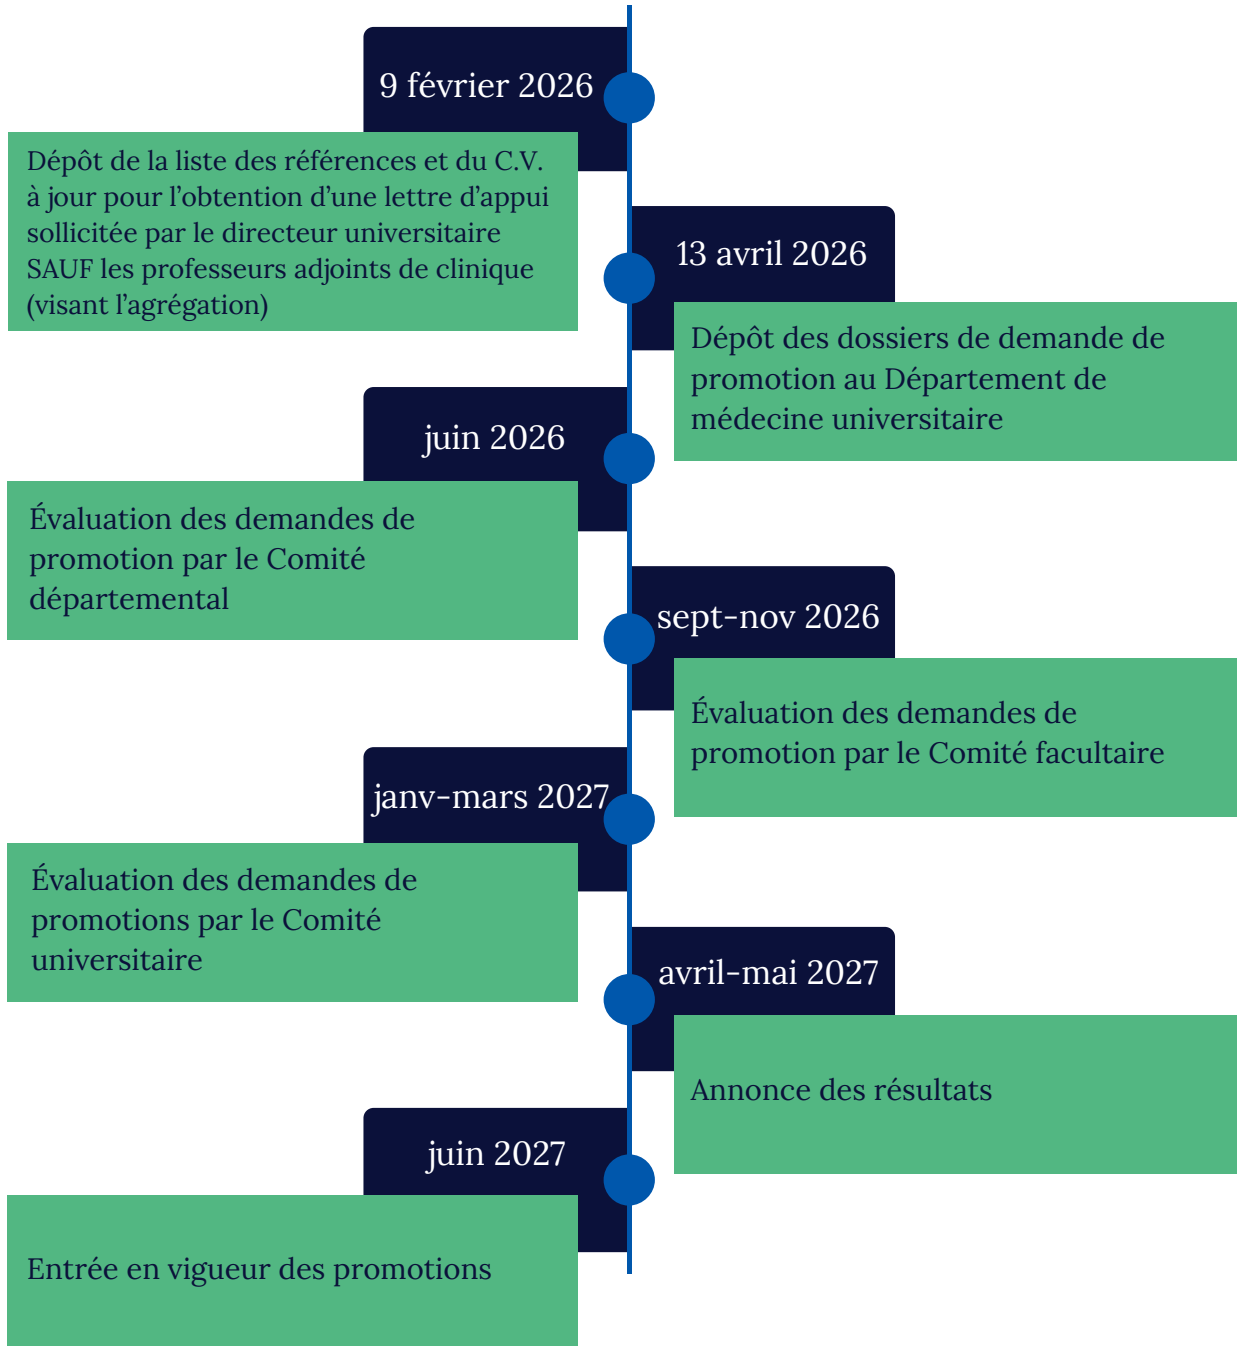 9 février 2026
Dépôt de la liste des références et du C.V.
à jour pour l’obtention d’une lettre d’appui
sollicitée par le directeur universitaire
SAUF les professeurs adjoints de clinique
(visant l’agrégation)
13 avril 2026
Dépôt des dossiers de demande de
promotion au Département de
médecine universitaire
juin 2026
Évaluation des demandes de
promotion par le Comité
départemental
sept-nov 2026
Évaluation des demandes de
promotion par le Comité facultaire
janv-mars 2027
Évaluation des demandes de
promotions par le Comité
universitaire
avril-mai 2027
Annonce des résultats
juin 2027
Entrée en vigueur des promotions